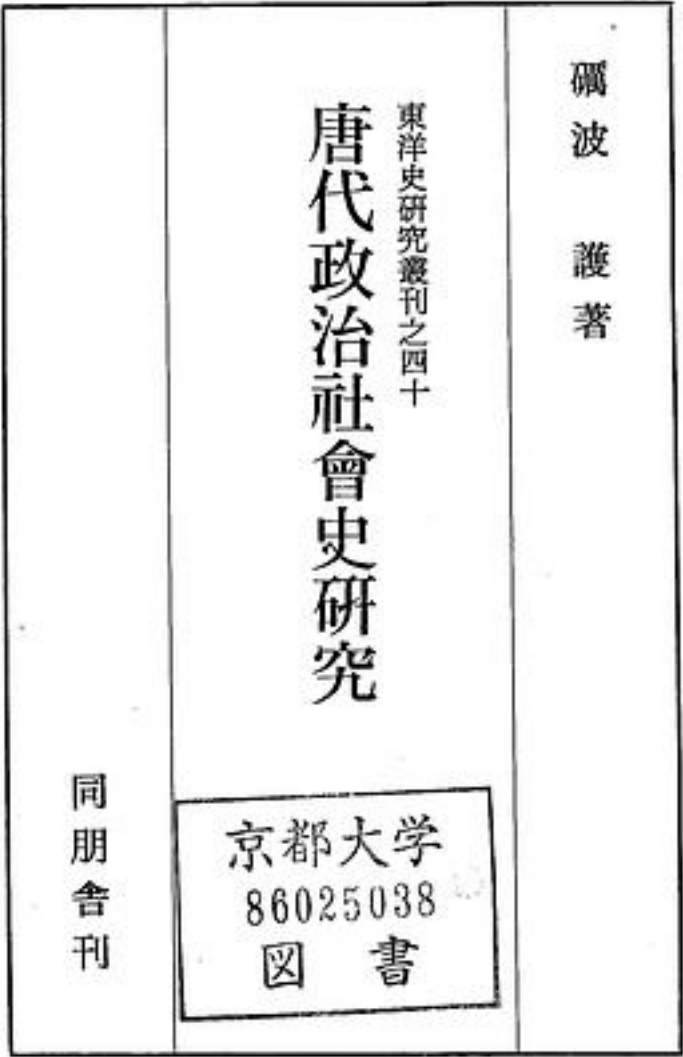 礪波 護著
東洋史研究叢刊之四十
唐代政治社會史研究
京都大学
86025038
図書
同朋舎刊